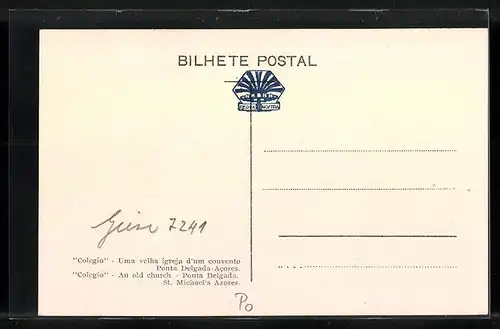 BILHETE POSTAL
7241
"Colegio" - Uma velha igreja d'um convento
Ponta Delgada-Açores.
"Colegio" - An old church - Ponta Delgada.
St. Michael's Azores.
Po